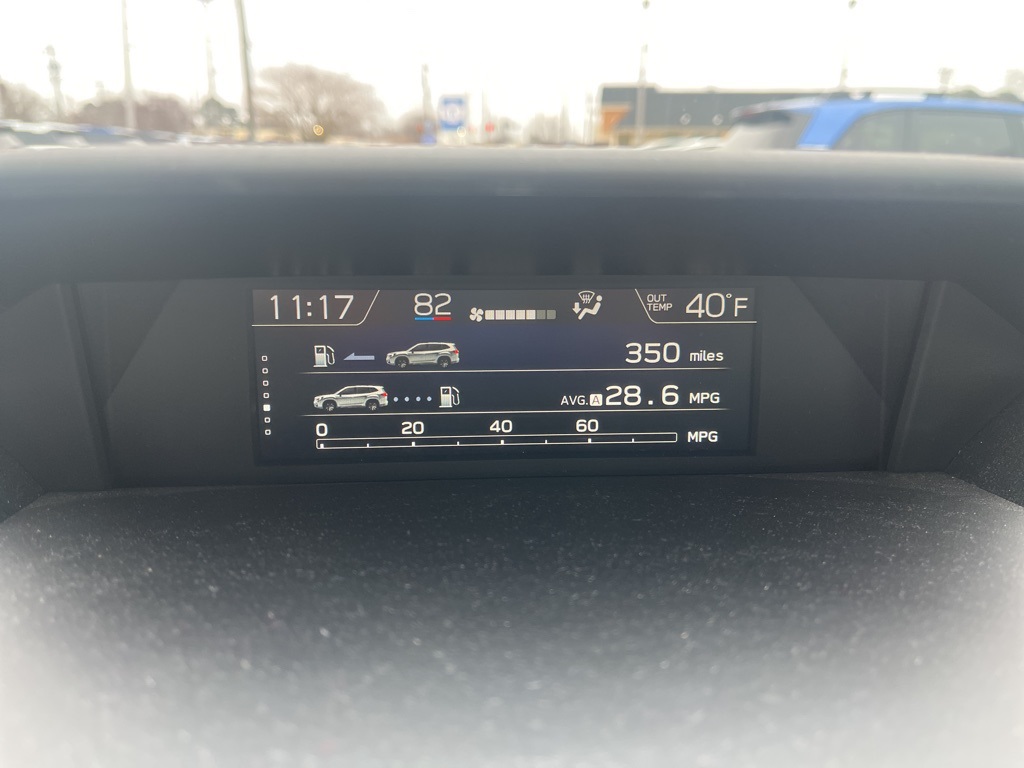 11:17 82 OUT TEMP 40°F
350 miles
AVG. A 28.6 MPG
0 20 40 60
MPG